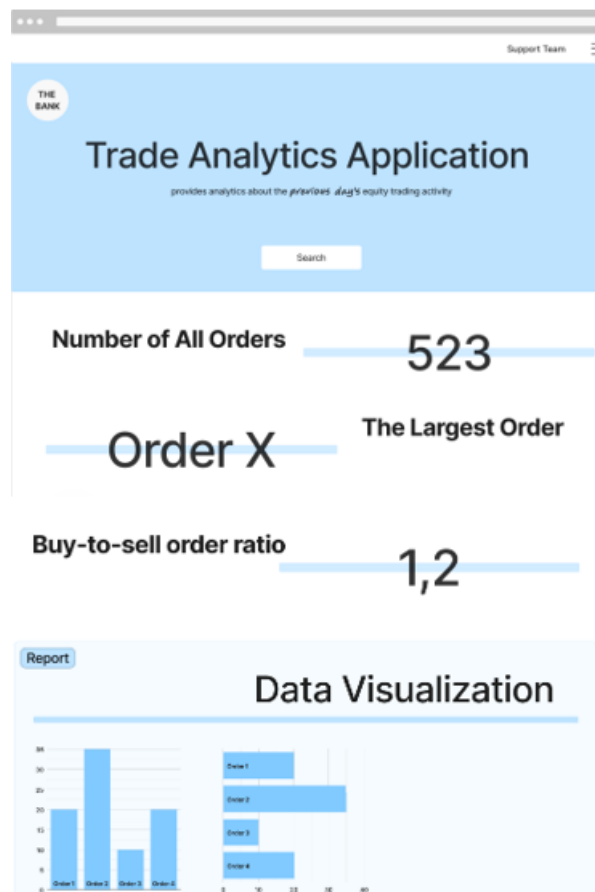 Support Team
THE
BANK
Trade Analytics Application
provides analytics about the previous day's equity trading activity
Search
Number of All Orders
523
Order X
The Largest Order
Buy-to-sell order ratio
1,2
Report
Data Visualization
35
30
25
20
15
10
5
0
Order 1 Order 2 Order 3 Order 4
Order 1
Order 2
Order 3
Order 4
0 10 20 30 40